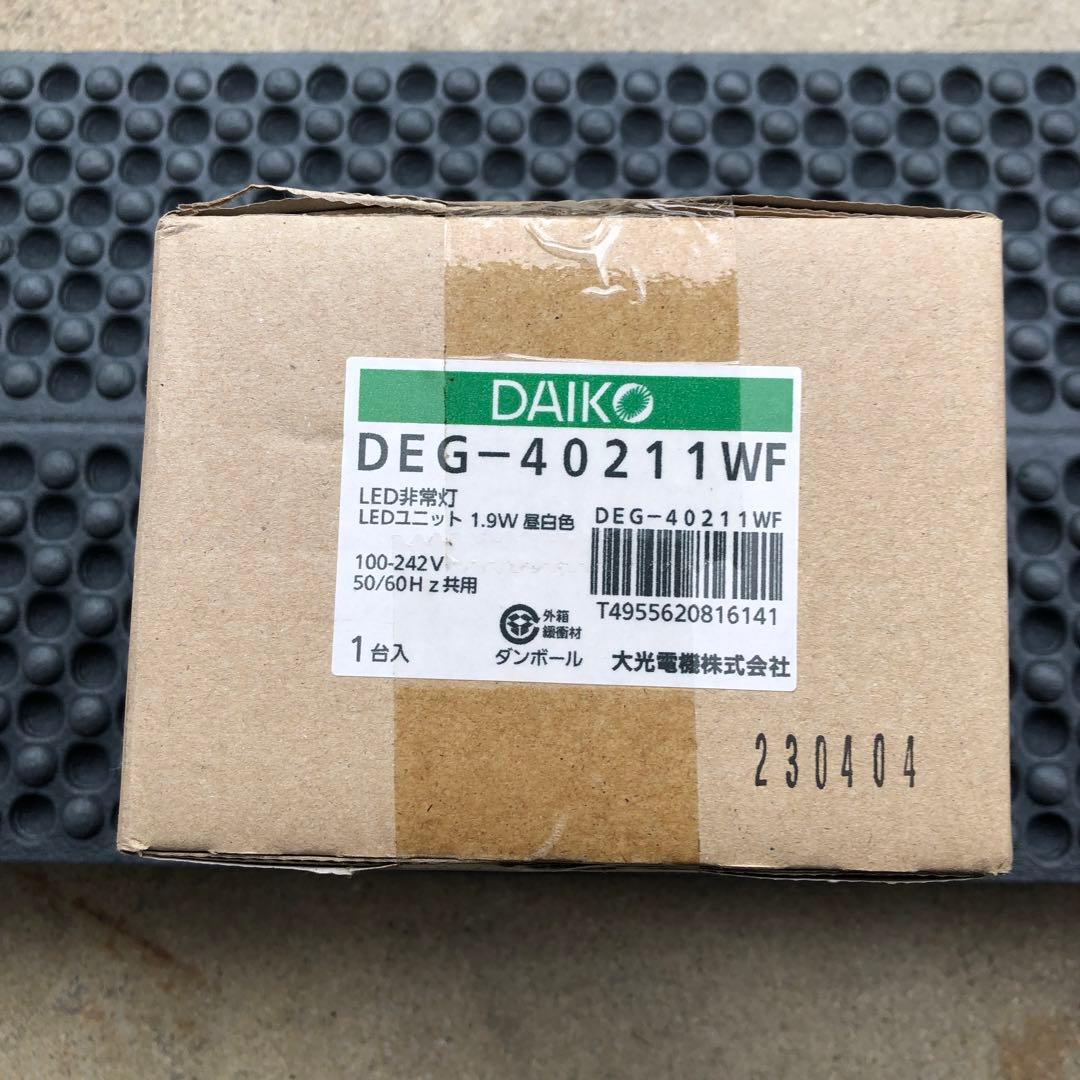 DAIKO
DEG-40211WF
LED非常灯
LEDユニット 1.9W 昼白色
DEG-40211WF
100-242V
50/60Hz共用
T4955620816141
外箱
緩衝材
1台入
ダンボール
大光電機株式会社
230404